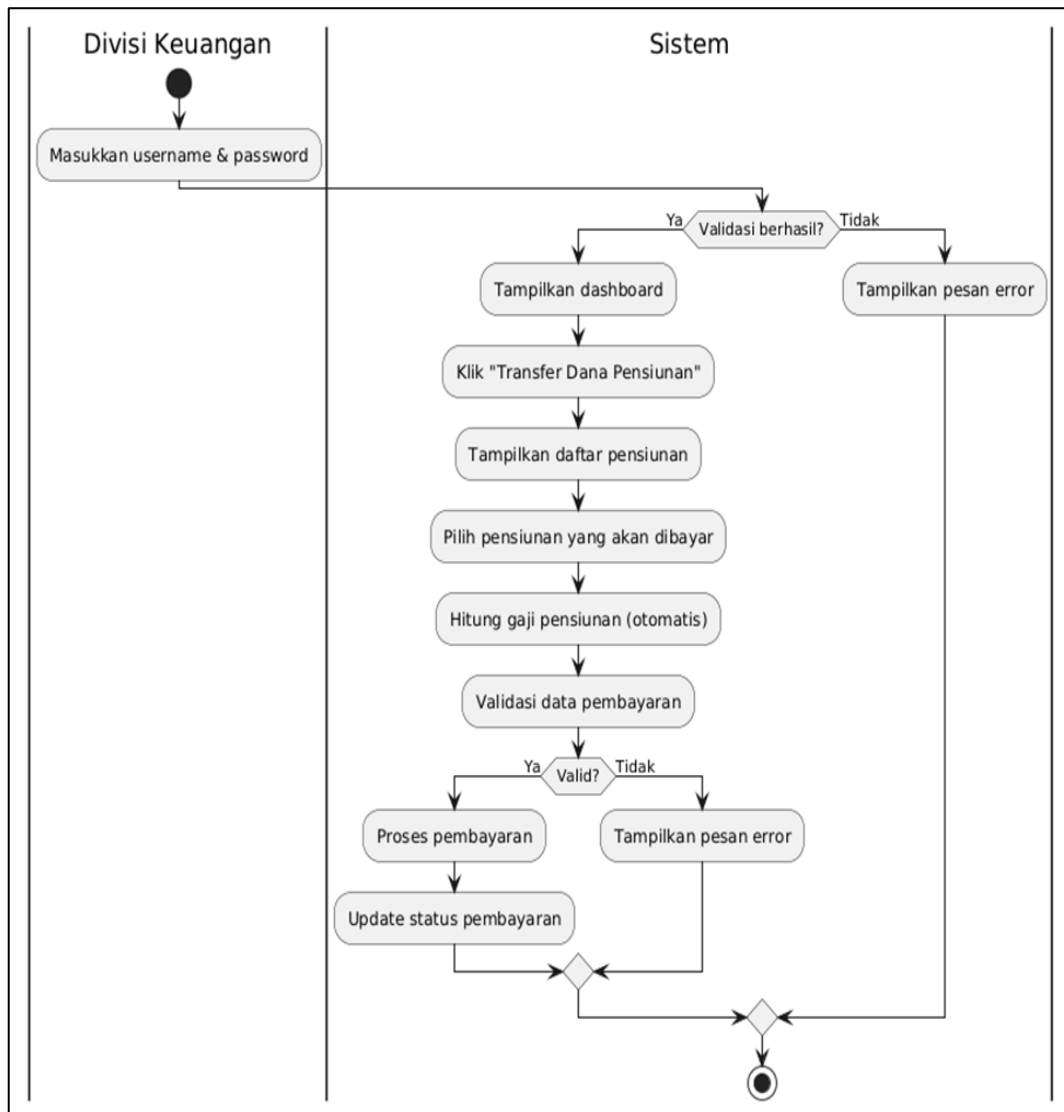 Divisi Keuangan
Sistem
Masukkan username & password
Ya
Validasi berhasil?
Tidak
Tampilkan dashboard
Tampilkan pesan error
Klik "Transfer Dana Pensiunan"
Tampilkan daftar pensiunan
Pilih pensiunan yang akan dibayar
Hitung gaji pensiunan (otomatis)
Validasi data pembayaran
Ya
Valid?
Tidak
Proses pembayaran
Tampilkan pesan error
Update status pembayaran